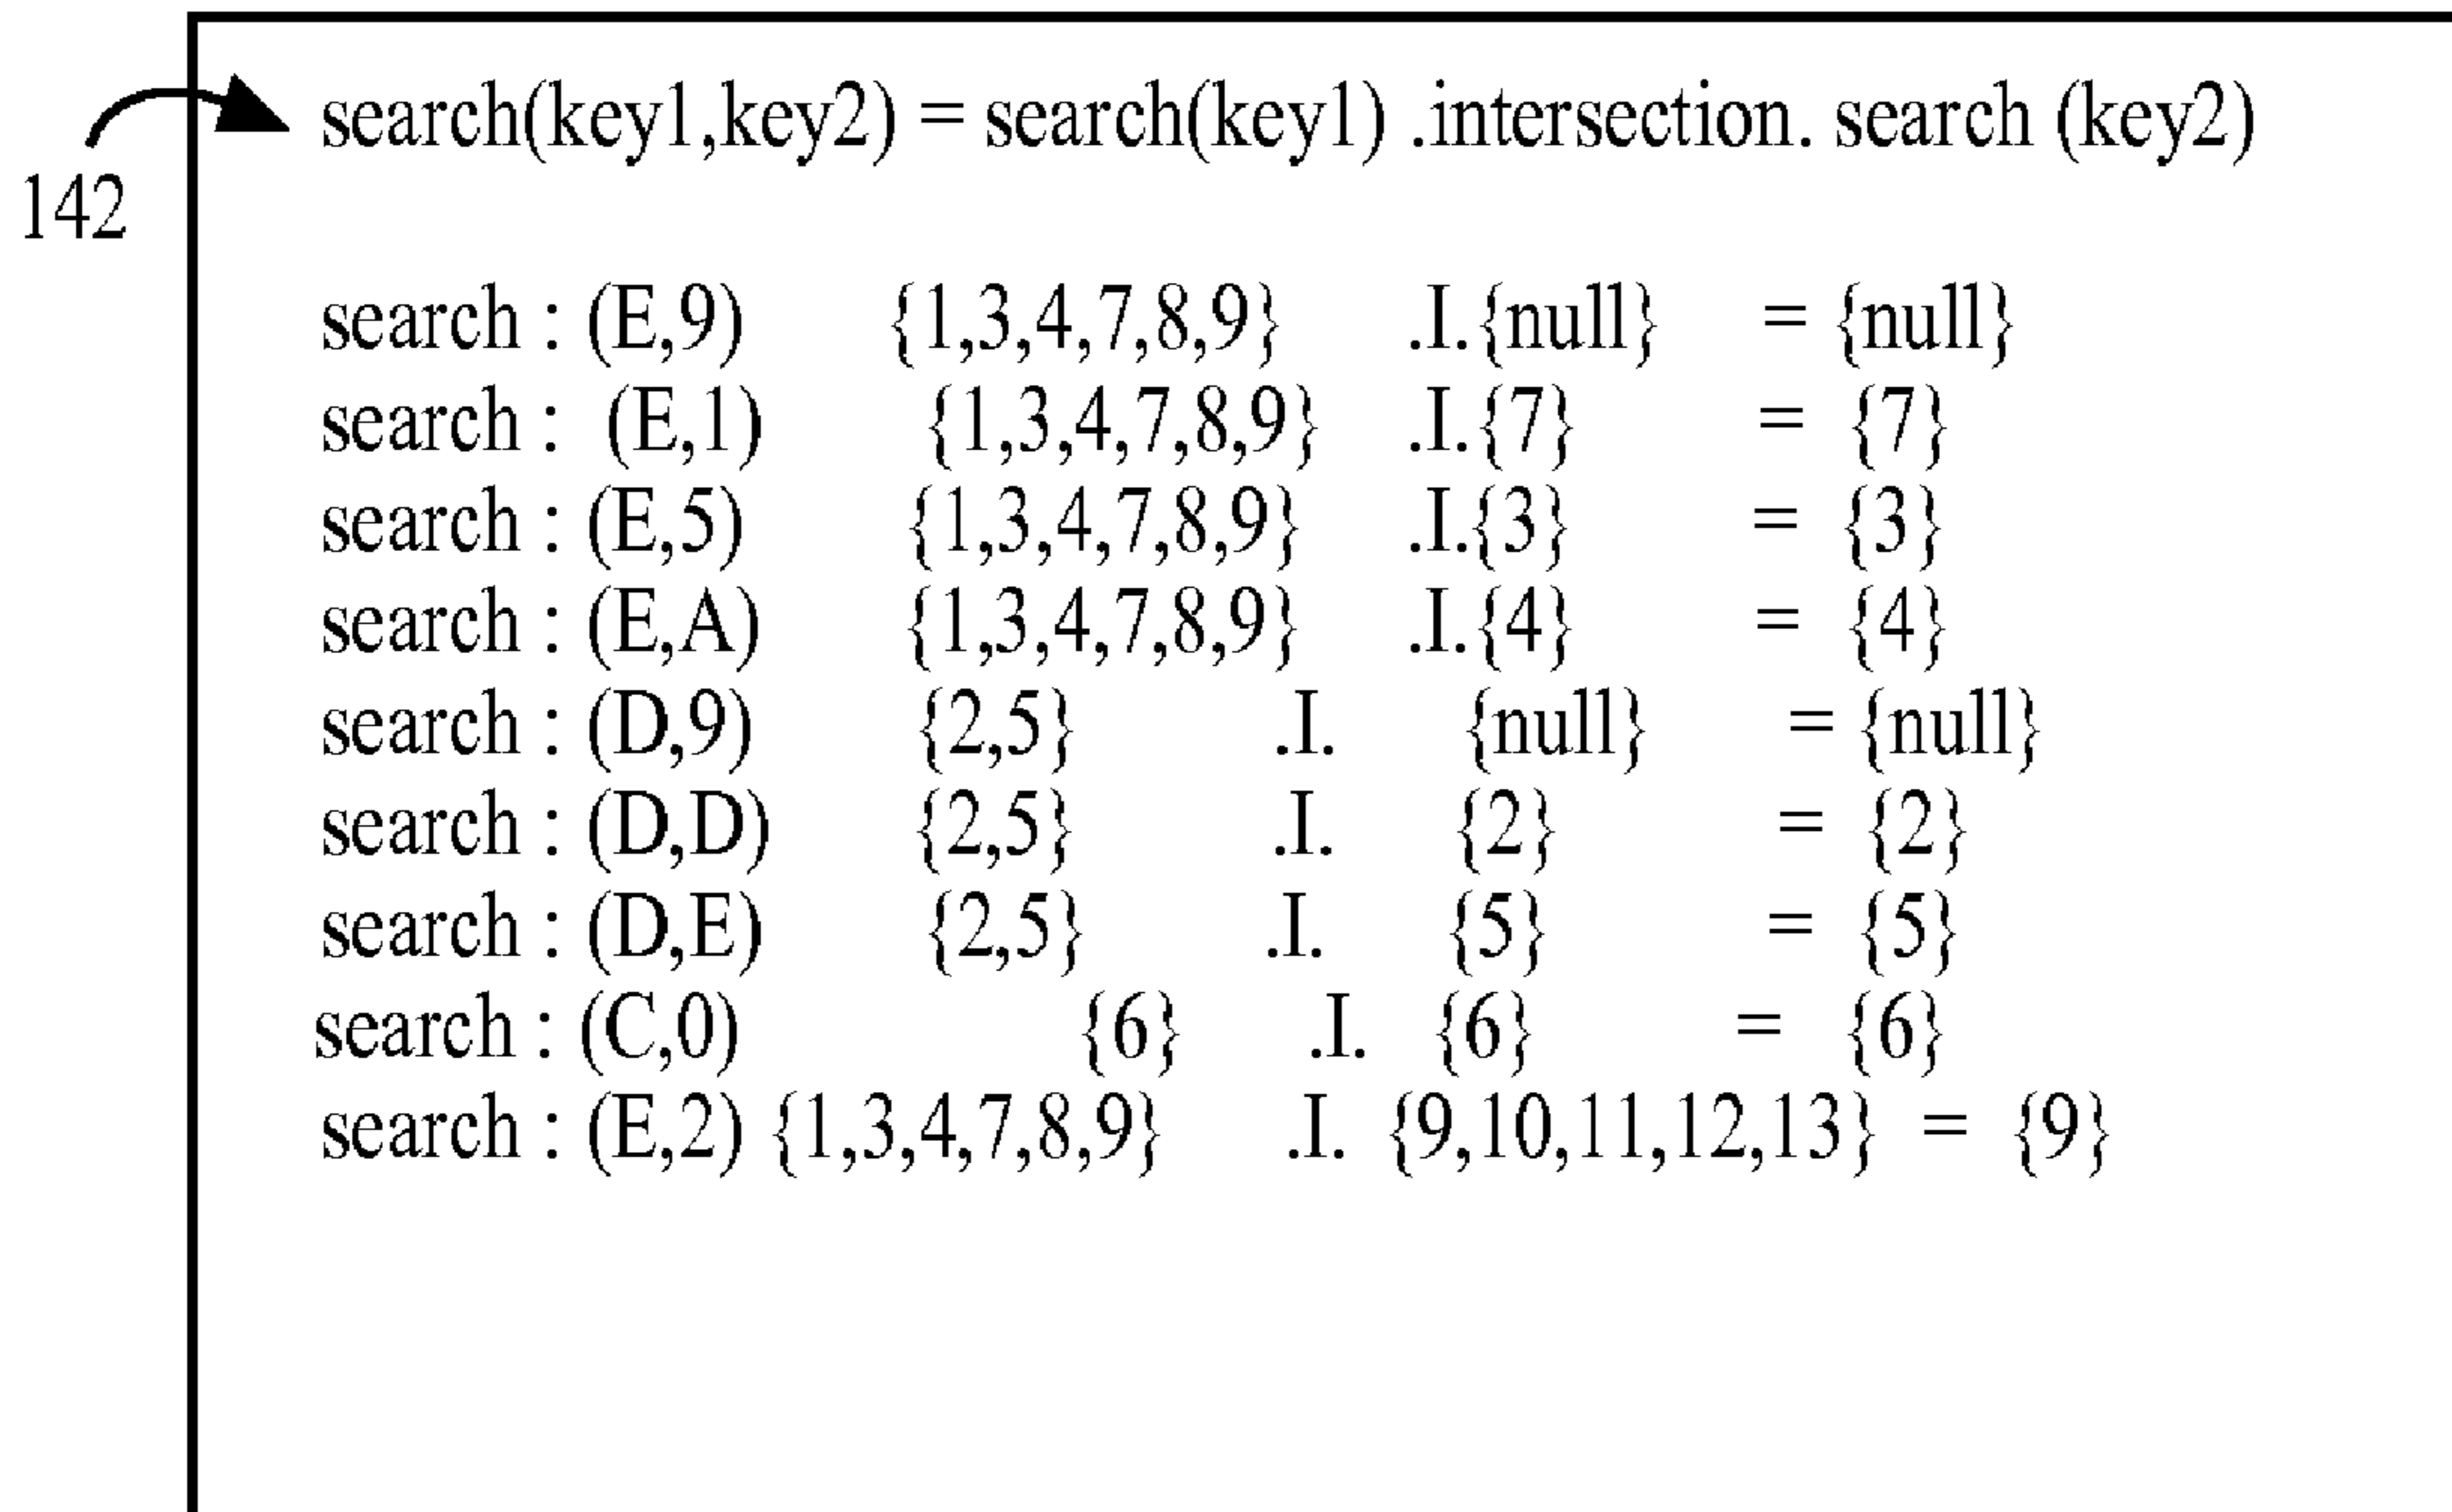 search(key1,key2) = search(key1) .intersection. search (key2)
142
search : (E,9) {1,3,4,7,8,9} .I.{null} = {null}
search : (E,1) {1,3,4,7,8,9} .I.{7} = {7}
search : (E,5) {1,3,4,7,8,9} .I.{3} = {3}
search : (E,A) {1,3,4,7,8,9} .I.{4} = {4}
search : (D,9) {2,5} .I. {null} = {null}
search : (D,D) {2,5} .I. {2} = {2}
search : (D,E) {2,5} .I. {5} = {5}
search : (C,0) {6} .I. {6} = {6}
search : (E,2) {1,3,4,7,8,9} .I. {9,10,11,12,13} = {9}